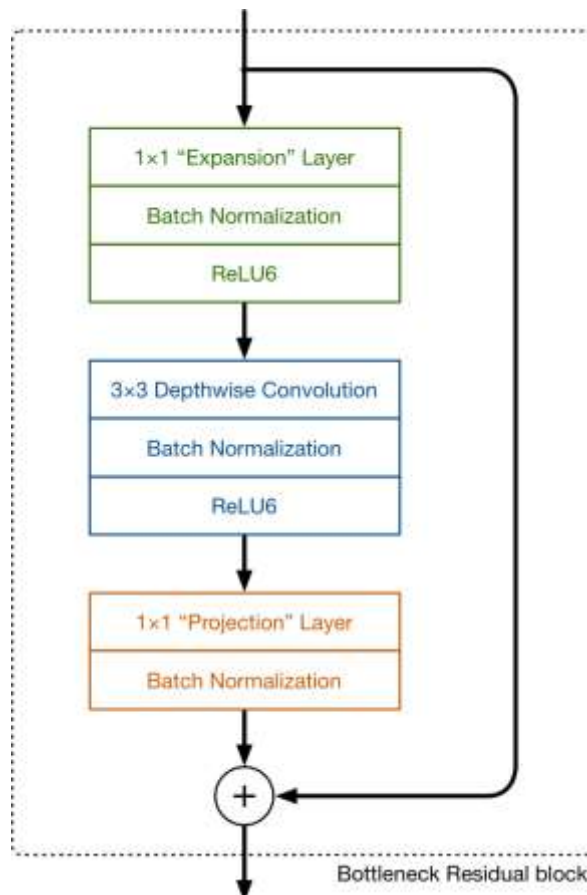 1×1 “Expansion” Layer
Batch Normalization
ReLU6
3×3 Depthwise Convolution
Batch Normalization
ReLU6
1×1 “Projection” Layer
Batch Normalization
+
Bottleneck Residual block